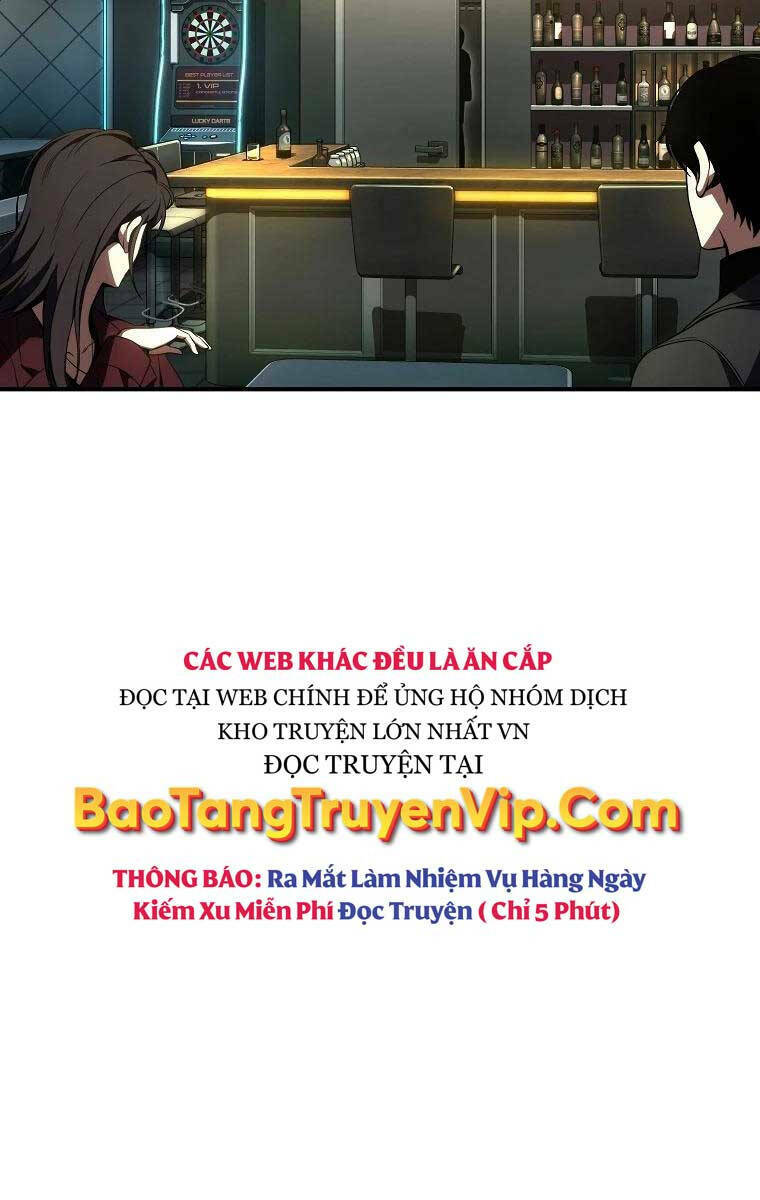 BEST PLAYER LIST
1. VIP
CONGRATULATIONS
LUCKY DARTS
CÁC WEB KHÁC ĐỀU LÀ ĂN CẮP
ĐỌC TẠI WEB CHÍNH ĐỂ ỦNG HỘ NHÓM DỊCH
KHO TRUYỆN LỚN NHẤT VN
ĐỌC TRUYỆN TẠI
BaoTangTruyenVip.Com
THÔNG BÁO: Ra Mắt Làm Nhiệm Vụ Hàng Ngày
Kiếm Xu Miễn Phí Đọc Truyện ( Chỉ 5 Phút)